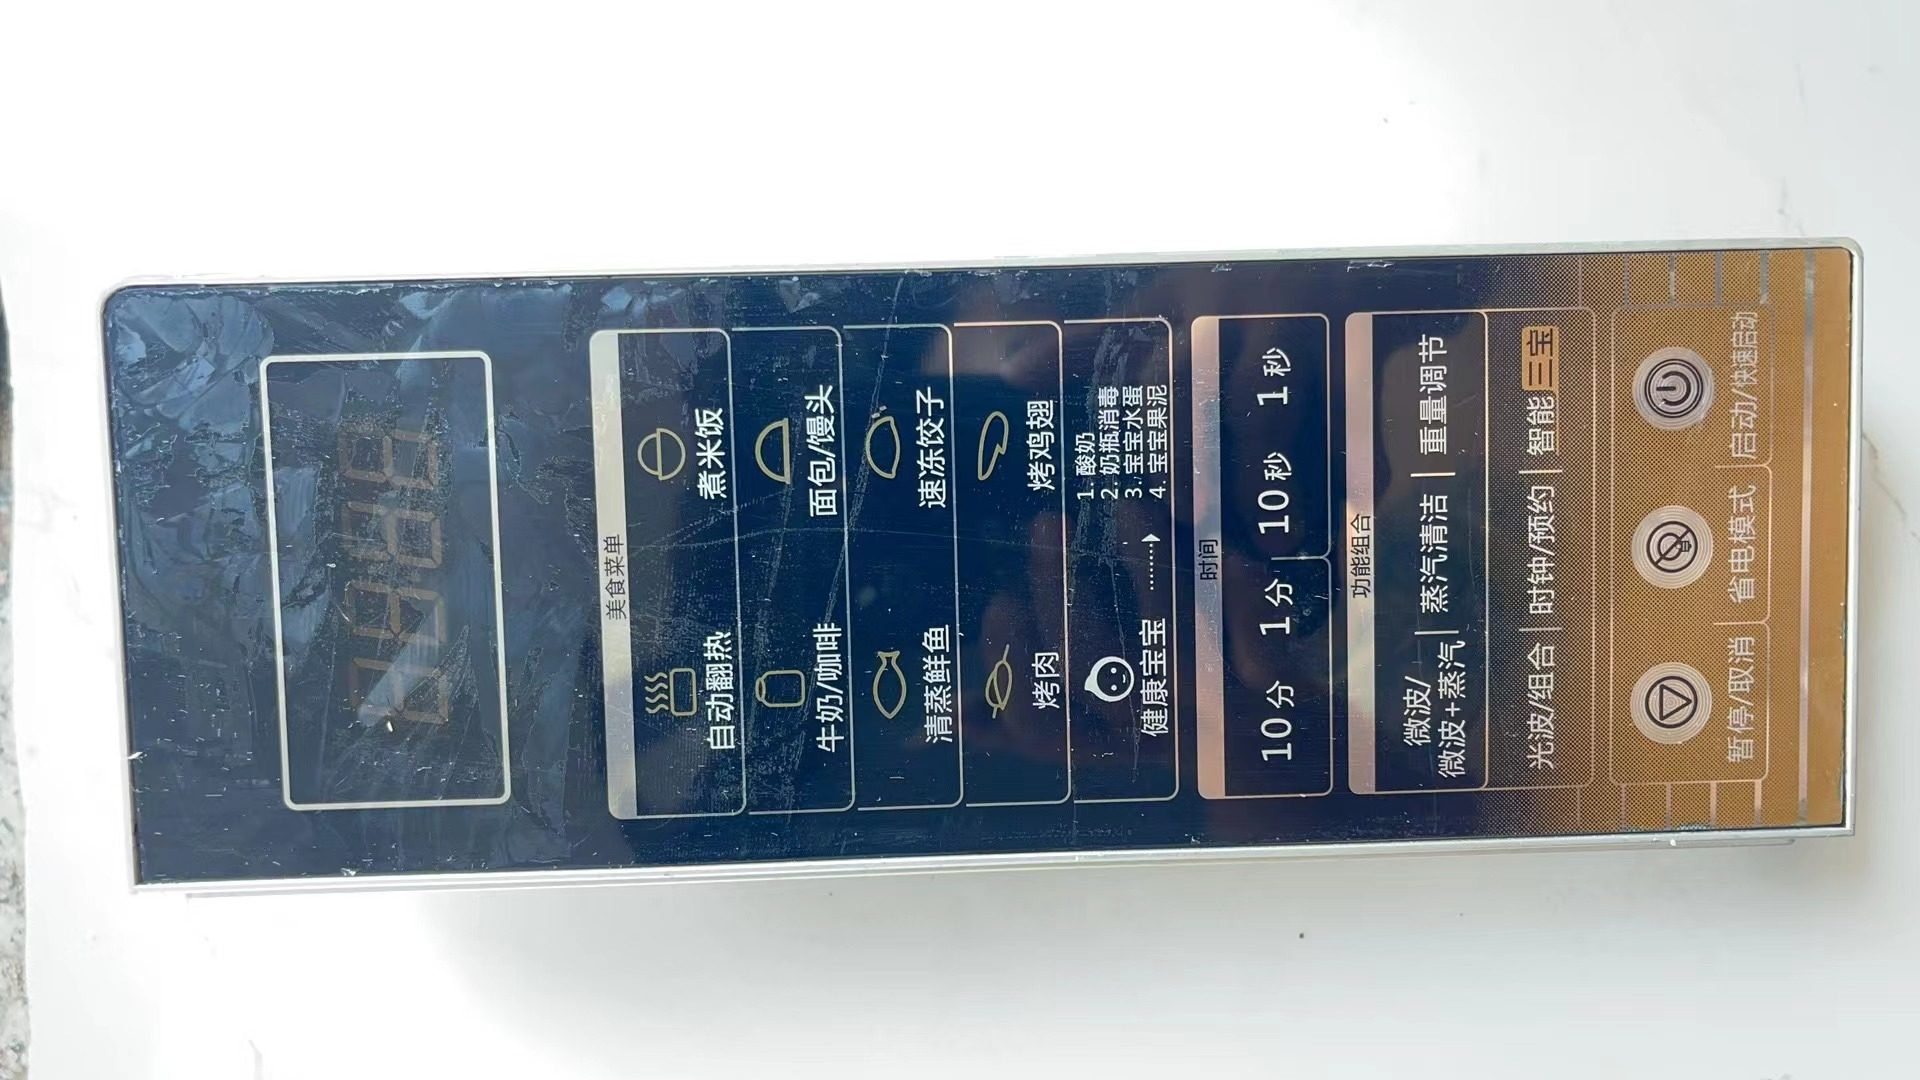 美食菜单
自动翻热 煮米饭
牛奶/咖啡 面包/馒头
清蒸鲜鱼 速冻饺子
烤肉 烤鸡翅
健康宝宝
1.酸奶
2.奶瓶消毒
3.宝宝水蛋
4.宝宝果泥
时间
10分 1分 10秒 1秒
功能组合
微波/
微波+蒸汽 蒸汽清洁 重量调节
光波/组合 时钟/预约 智能三宝
暂停/取消 省电模式 启动/快速启动